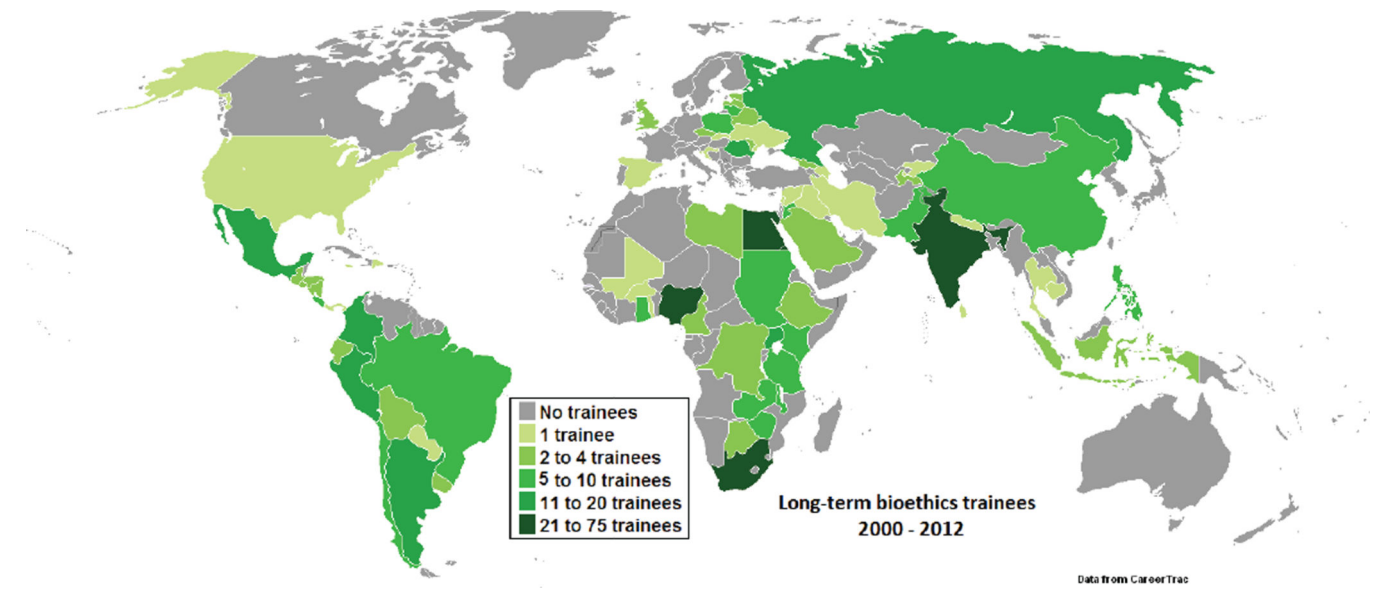 No trainees
1 trainee
2 to 4 trainees
5 to 10 trainees
11 to 20 trainees
21 to 75 trainees
Long-term bioethics trainees
2000 - 2012
Data from CareerTrac